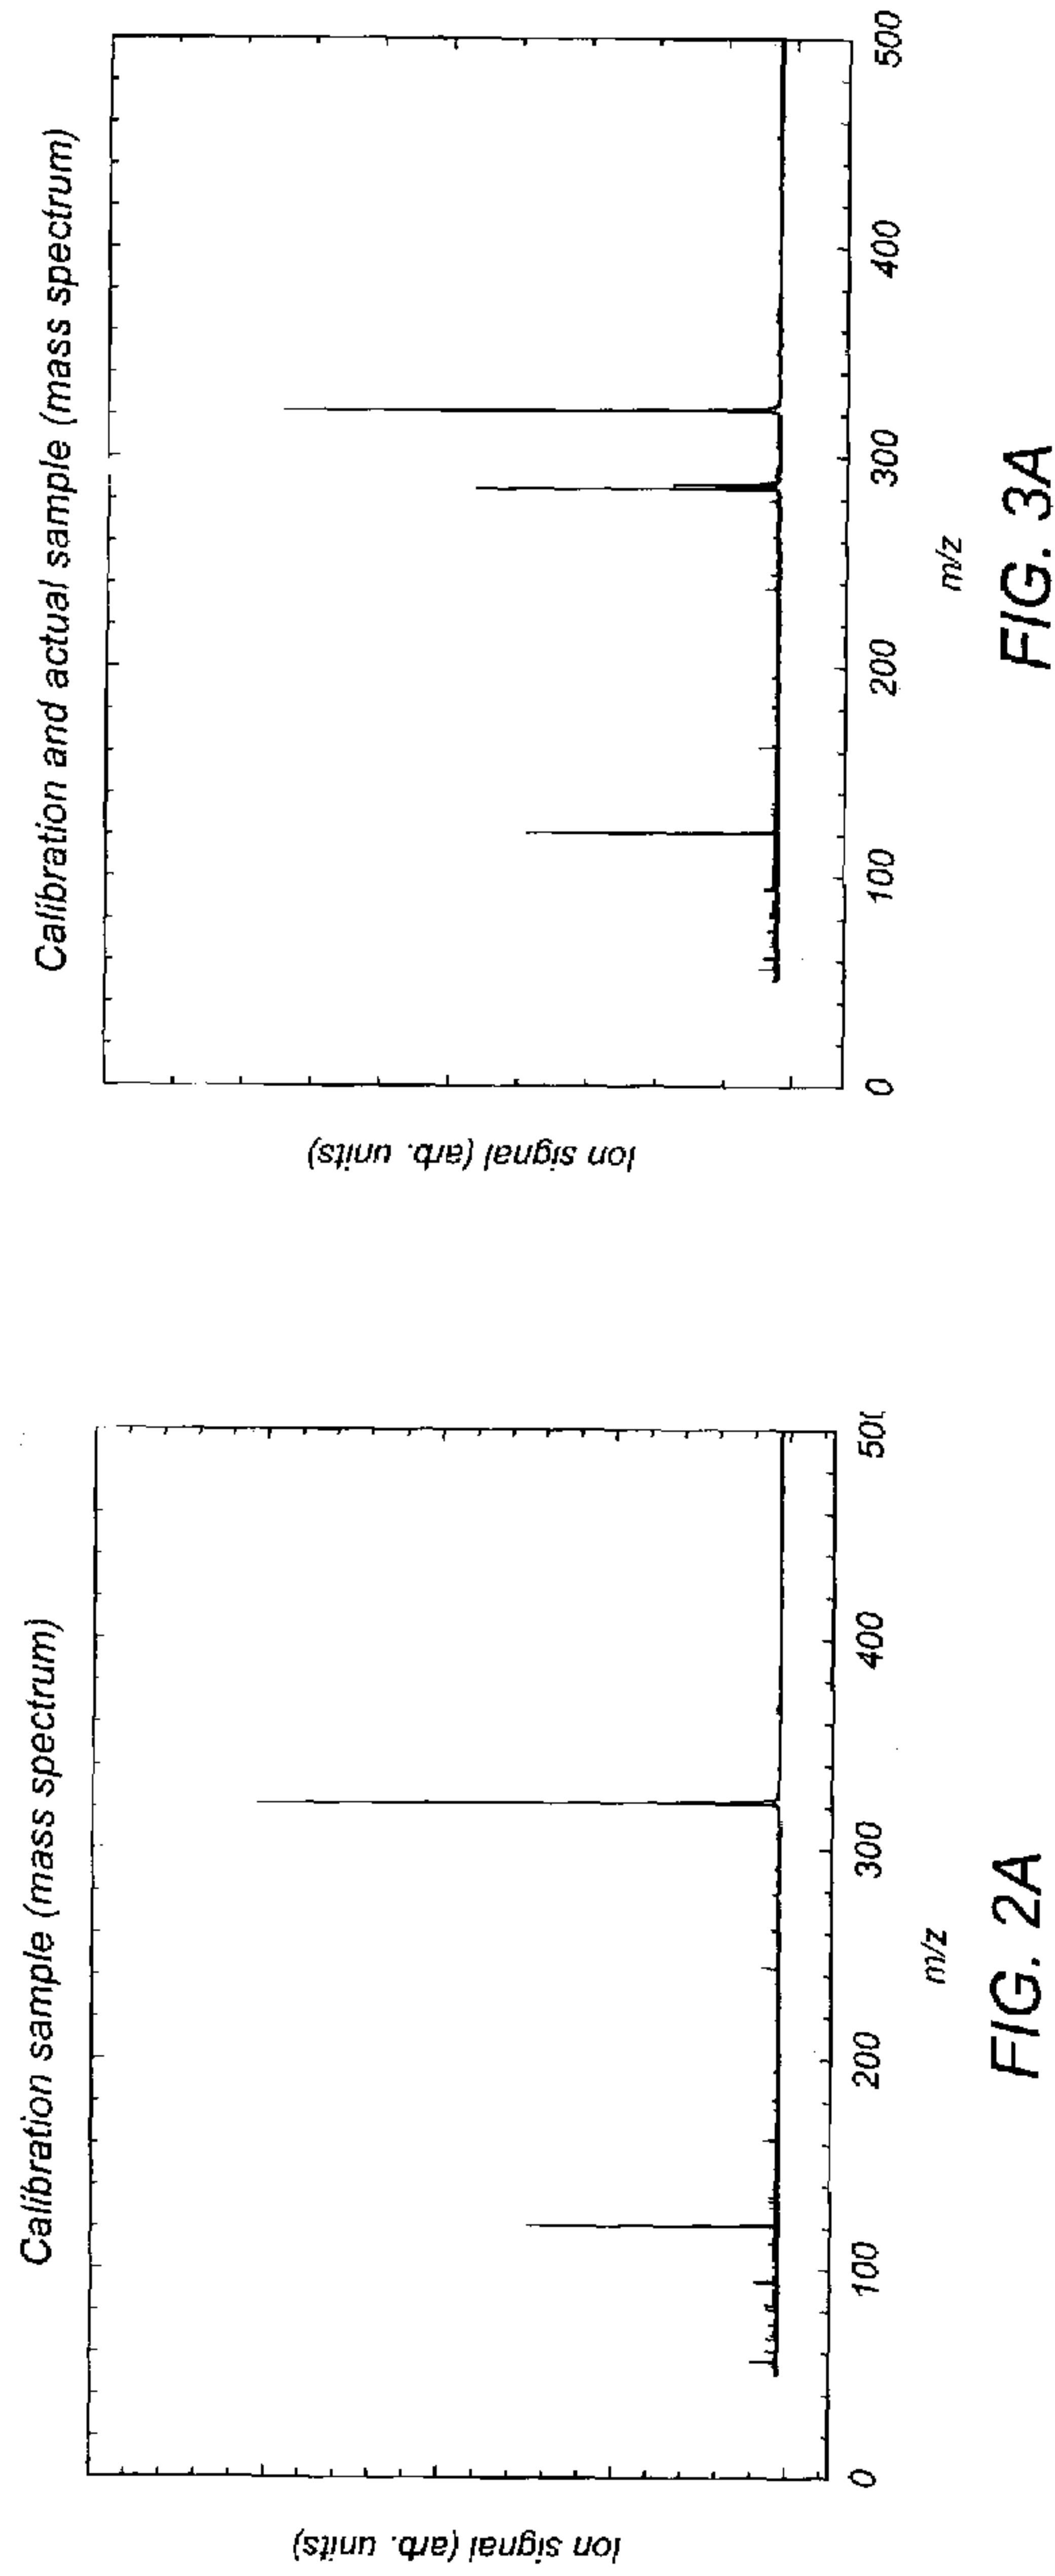 Calibration sample (mass spectrum)
Ion signal (arb. units)
0 100 200 300 400
m/z
FIG. 2A
Calibration and actual sample (mass spectrum)
Ion signal (arb. units)
0 100 200 300 400 500
m/z
FIG. 3A